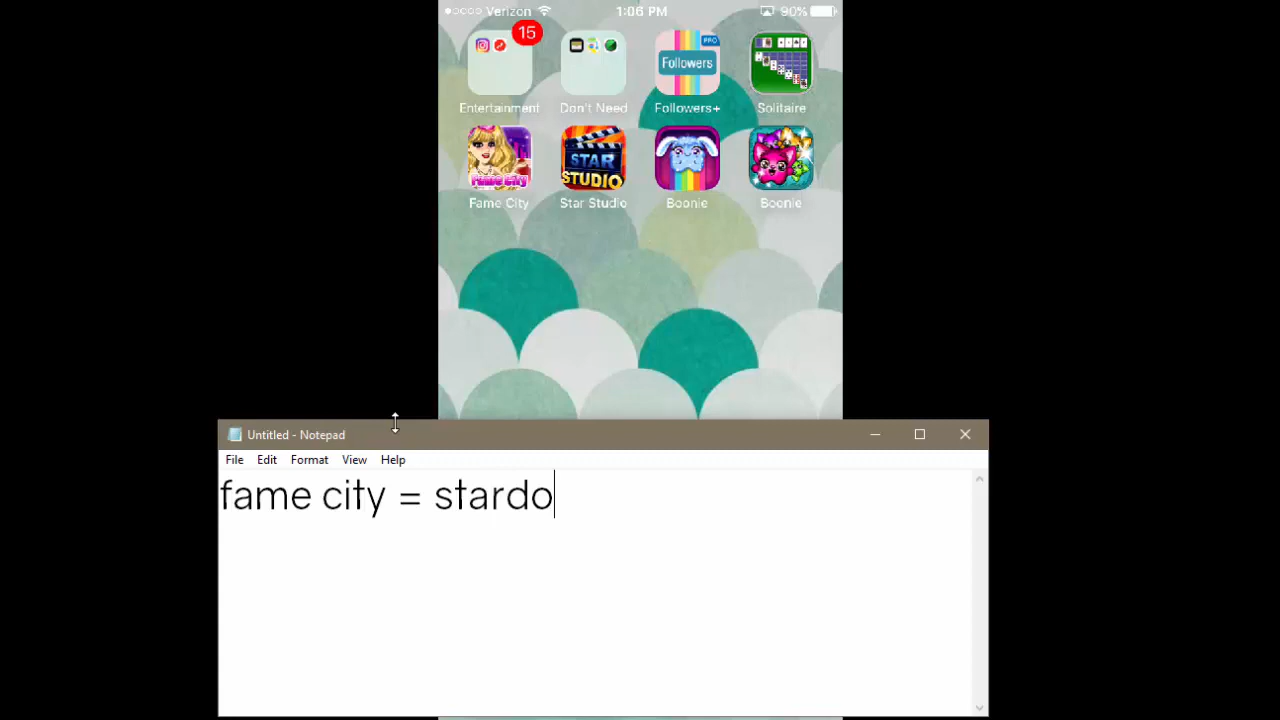 ●○○○○ Verizon 1:06 PM 90%
15
PRO
Followers
Entertainment Don't Need Followers+ Solitaire
Fame City STAR STUDIO
Fame City Star Studio Boonie Boonie
Untitled - Notepad
File Edit Format View Help
fame city = stardo